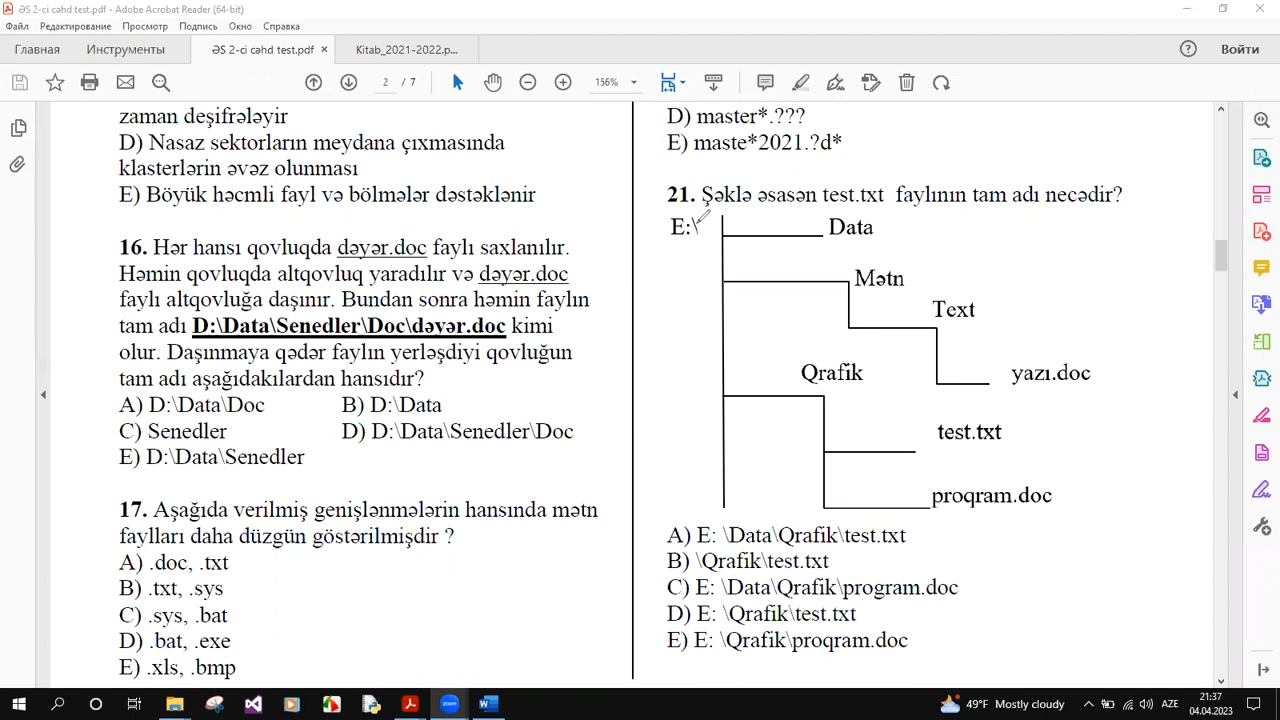 ƏS 2-ci cəhd test.pdf - Adobe Acrobat Reader (64-bit)
Файл Редактирование Просмотр Подпись Окно Справка
Главная Инструменты ƏS 2-ci cəhd test.pdf × Kitab_2021-2022.p... Войти
2 / 7 156%
zaman deşifrələyir
D) Nasaz sektorların meydana çıxmasında
klasterlərin əvəz olunması
E) Böyük həcmli fayl və bölmələr dəstəklənir
16. Hər hansı qovluqda dəyər.doc faylı saxlanılır.
Həmin qovluqda altqovluq yaradılır və dəyər.doc
faylı altqovluğa daşınır. Bundan sonra həmin faylın
tam adı D:\Data\Senedler\Doc\dəyər.doc kimi
olur. Daşınmaya qədər faylın yerləşdiyi qovluğun
tam adı aşağıdakılardan hansıdır?
A) D:\Data\Doc B) D:\Data
C) Senedler D) D:\Data\Senedler\Doc
E) D:\Data\Senedler
17. Aşağıda verilmiş genişlənmələrin hansında mətn
faylları daha düzgün göstərilmişdir ?
A) .doc, .txt
B) .txt, .sys
C) .sys, .bat
D) .bat, .exe
E) .xls, .bmp
D) master*.???
E) maste*2021.?d*
21. Şəklə əsasən test.txt faylının tam adı necədir?
E:\ Data
Mətn
Text
Qrafik yazı.doc
test.txt
proqram.doc
A) E: \Data\Qrafik\test.txt
B) \Qrafik\test.txt
C) E: \Data\Qrafik\program.doc
D) E: \Qrafik\test.txt
E) E: \Qrafik\proqram.doc
zoom
49°F Mostly cloudy AZE 21:37
04.04.2023